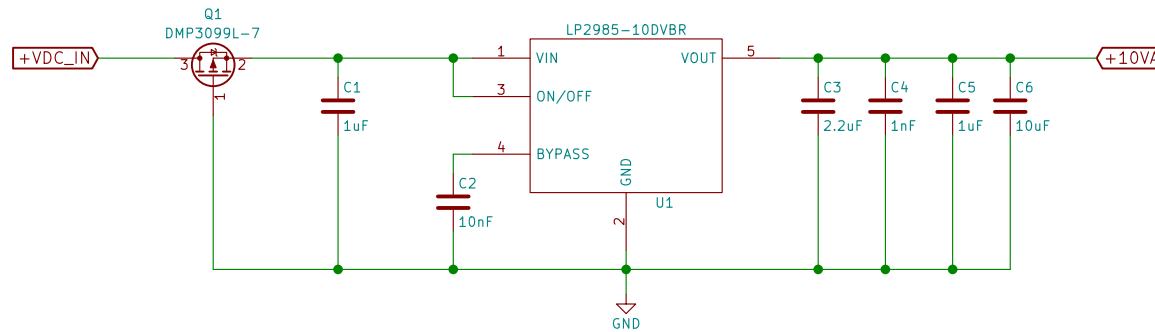 Q1
DMP3099L-7
+VDC_IN
3
2
1
C1
1uF
LP2985-10DVBR
1
VIN
3
ON/OFF
4
BYPASS
VOUT
5
GND
2
U1
C2
10nF
C3
2.2uF
C4
1nF
C5
1uF
C6
10uF
+10VA
GND